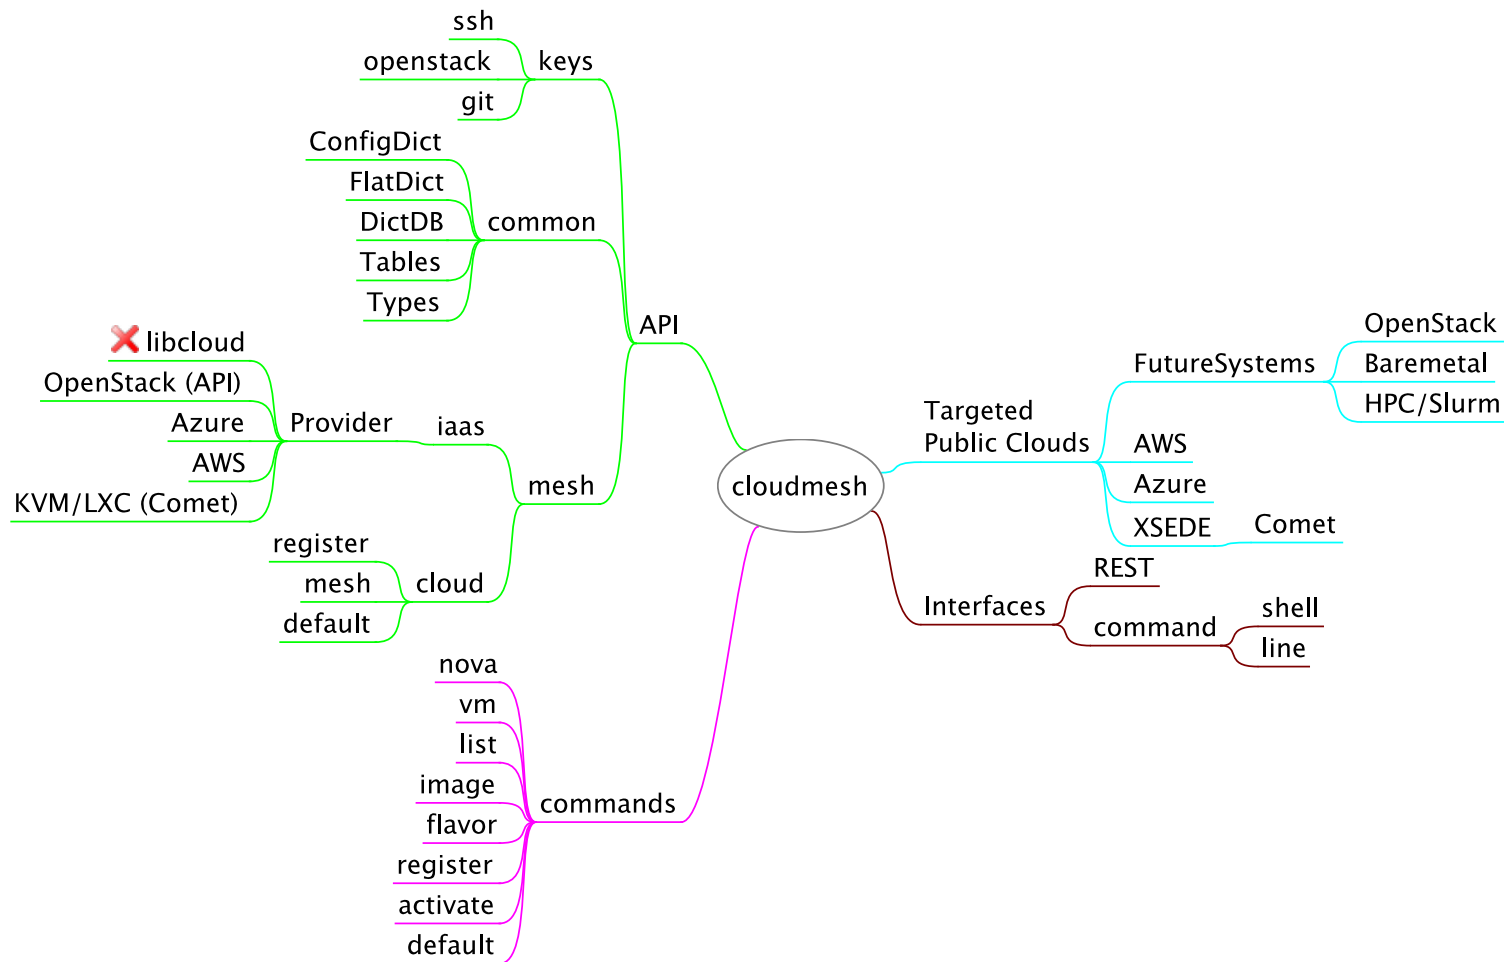 ssh
openstack
git
keys
ConfigDict
FlatDict
DictDB
Tables
Types
common
API
libcloud
OpenStack (API)
Azure
AWS
KVM/LXC (Comet)
Provider
iaas
mesh
register
mesh
default
cloud
nova
vm
list
image
flavor
register
activate
default
commands
cloudmesh
Targeted
Public Clouds
FutureSystems
OpenStack
Baremetal
HPC/Slurm
AWS
Azure
XSEDE
Comet
Interfaces
REST
command
shell
line